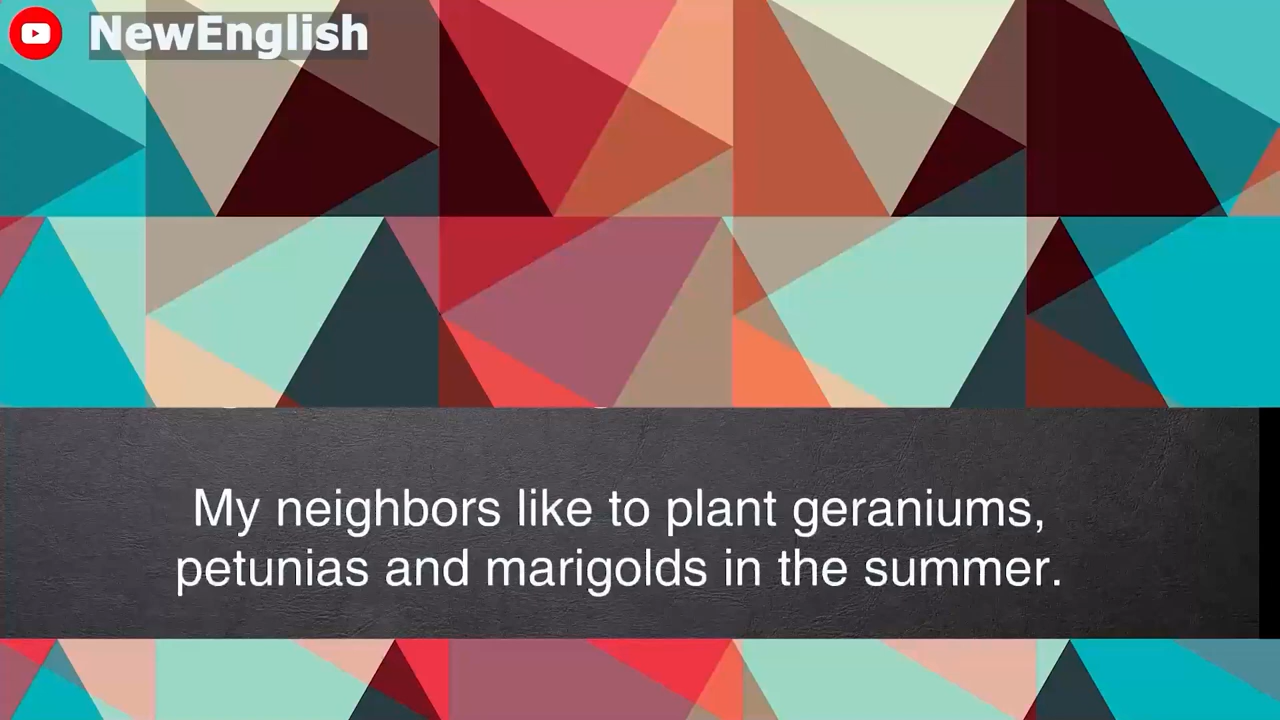 NewEnglish
My neighbors like to plant geraniums,
petunias and marigolds in the summer.